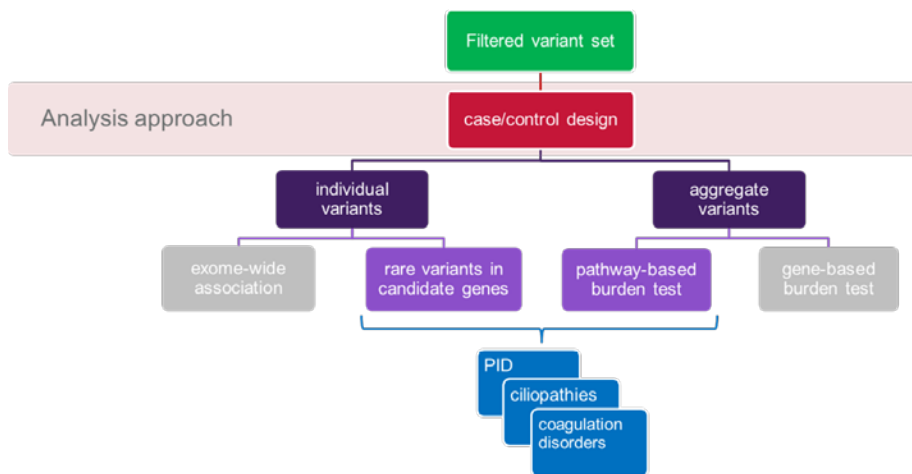 Filtered variant
set
Analysis approach
case/control design
individual
variants
aggregate
variants
exome-wide
association
rare variants in
candidate genes
pathway-based
burden test
gene-based
burden test
PID
ciliopathies
coagulation
disorders